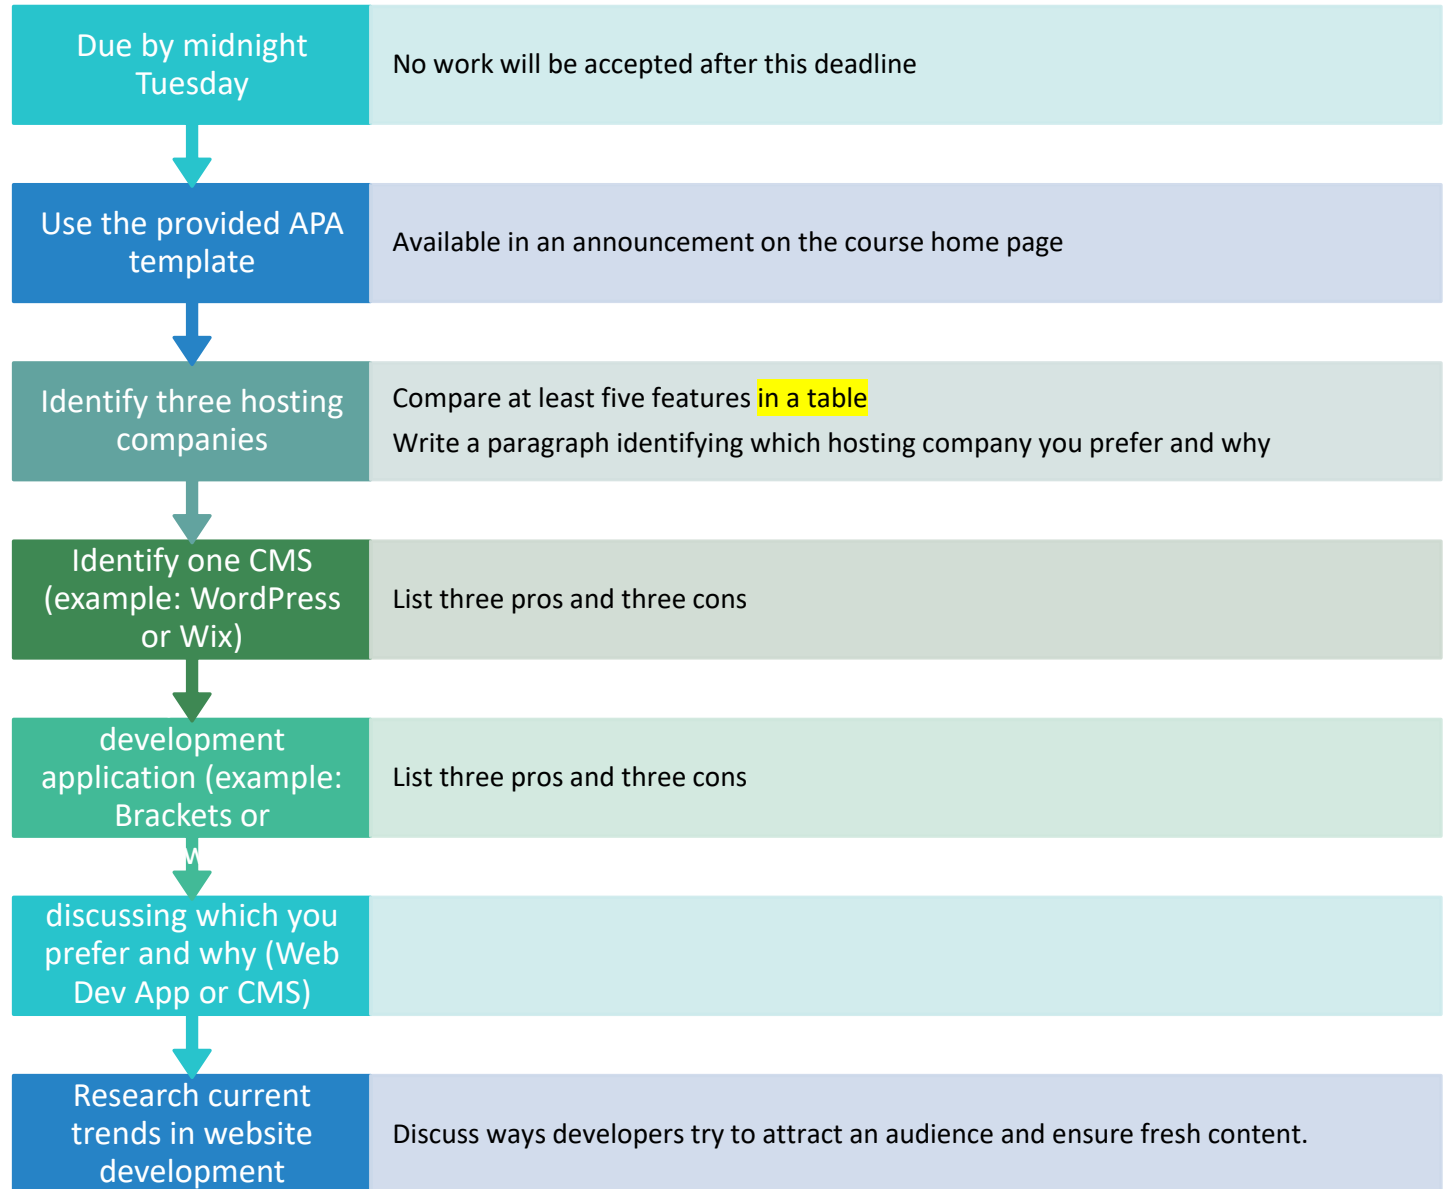 Due by midnight
Tuesday
No work will be accepted after this deadline
Use the provided APA
template
Available in an announcement on the course home page
Identify three hosting
companies
Compare at least five features in a table
Write a paragraph identifying which hosting company you prefer and why
Identify one CMS
(example: WordPress
or Wix)
List three pros and three cons
development
application (example:
Brackets or
List three pros and three cons
discussing which you
prefer and why (Web
Dev App or CMS)
Research current
trends in website
development
Discuss ways developers try to attract an audience and ensure fresh content.